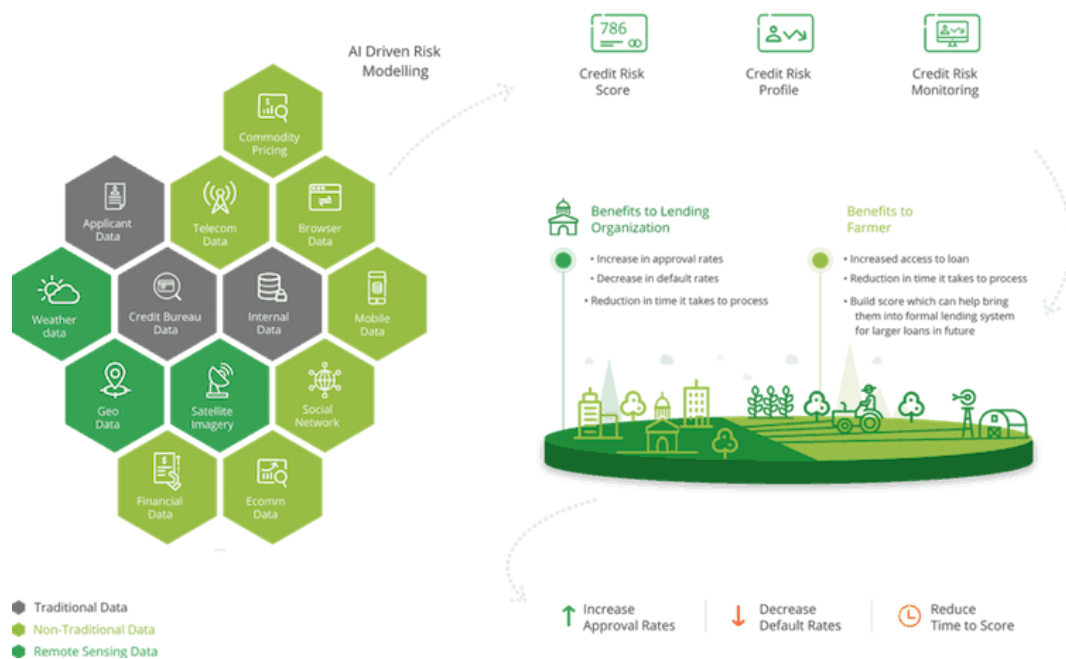 AI Driven Risk
Modelling
Commodity
Pricing
Applicant
Data
Telecom
Data
Browser
Data
Weather
data
Credit Bureau
Data
Internal
Data
Mobile
Data
Geo
Data
Satellite
Imagery
Social
Network
Financial
Data
Ecomm
Data
Traditional Data
Non-Traditional Data
Remote Sensing Data
786
Credit Risk
Score
Credit Risk
Profile
Credit Risk
Monitoring
Benefits to Lending
Organization
• Increase in approval rates
• Decrease in default rates
• Reduction in time it takes to process
Benefits to
Farmer
• Increased access to loan
• Reduction in time it takes to process
• Build score which can help bring
them into formal lending system
for larger loans in future
Increase
Approval Rates
Decrease
Default Rates
Reduce
Time to Score